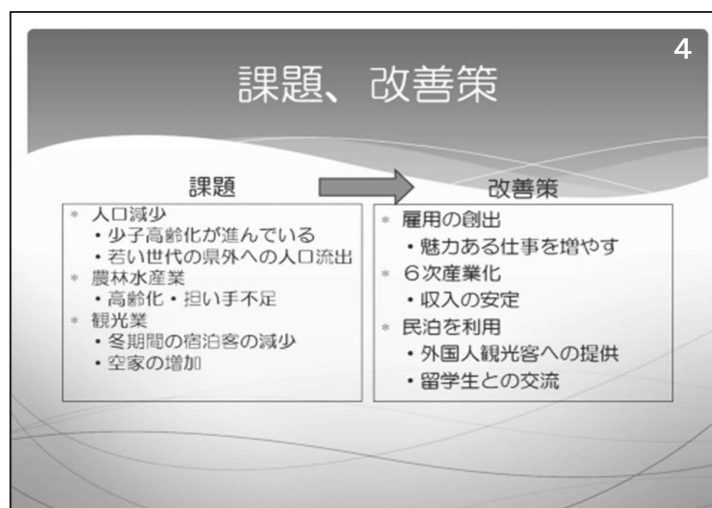 4
課題、改善策
課題
* 人口減少
・少子高齢化が進んでいる
・若い世代の県外への人口流出
* 農林水産業
・高齢化・担い手不足
* 観光業
・冬期間の宿泊客の減少
・空家の増加
改善策
* 雇用の創出
・魅力ある仕事を増やす
* 6次産業化
・収入の安定
* 民泊を利用
・外国人観光客への提供
・留学生との交流